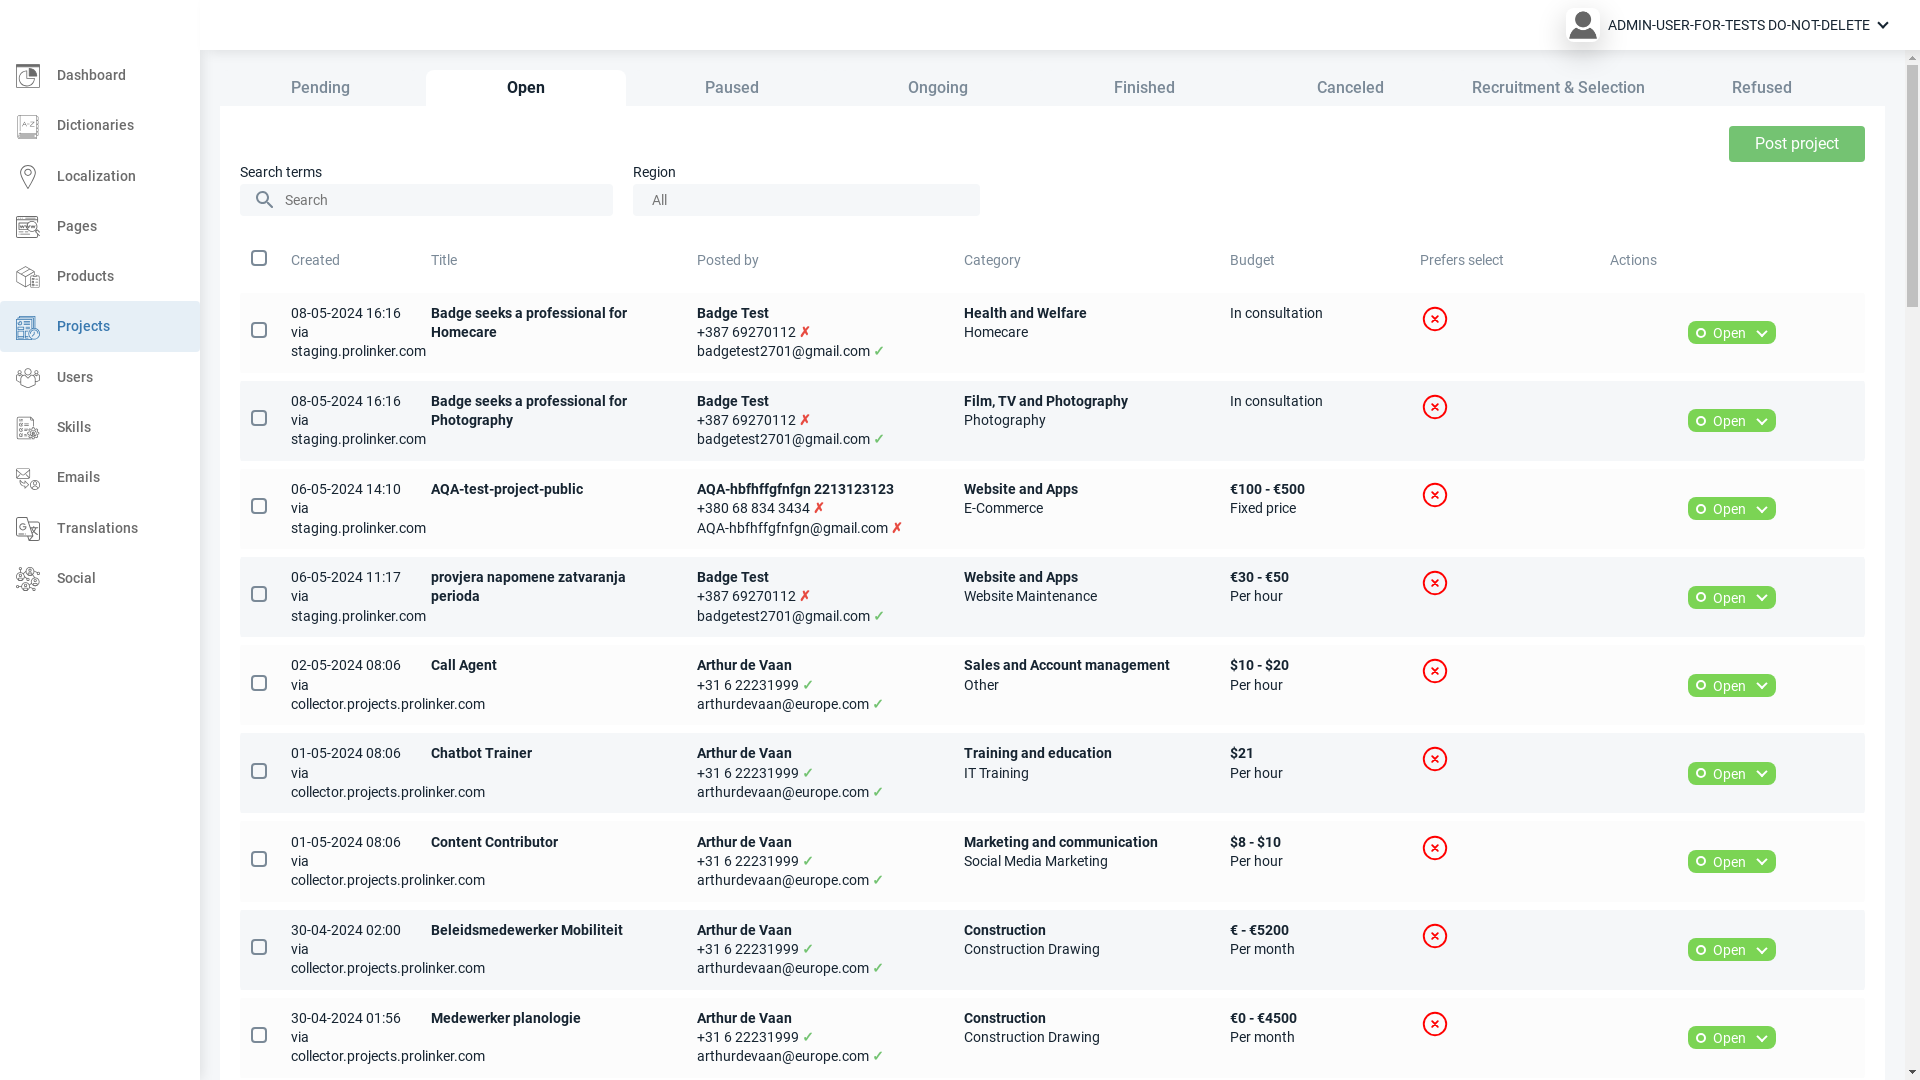 ADMIN-USER-FOR-TESTS DO-NOT-DELETE
Dashboard
Dictionaries
Localization
Pages
Products
Projects
Users
Skills
Emails
Translations
Social
Pending
Open
Paused
Ongoing
Finished
Canceled
Recruitment & Selection
Refused
Post project
Search terms
Region
Search
All
Created
Title
Posted by
Category
Budget
Prefers select
Actions
08-05-2024 16:16
via
staging.prolinker.com
Badge seeks a professional for
Homecare
Badge Test
+387 69270112 ✗
badgetest2701@gmail.com ✓
Health and Welfare
Homecare
In consultation
Open
08-05-2024 16:16
via
staging.prolinker.com
Badge seeks a professional for
Photography
Badge Test
+387 69270112 ✗
badgetest2701@gmail.com ✓
Film, TV and Photography
Photography
In consultation
Open
06-05-2024 14:10
via
staging.prolinker.com
AQA-test-project-public
AQA-hbfhffgfnfgn 2213123123
+380 68 834 3434 ✗
AQA-hbfhffgfnfgn@gmail.com ✗
Website and Apps
E-Commerce
€100 - €500
Fixed price
Open
06-05-2024 11:17
via
staging.prolinker.com
provjera napomene zatvaranja
perioda
Badge Test
+387 69270112 ✗
badgetest2701@gmail.com ✓
Website and Apps
Website Maintenance
€30 - €50
Per hour
Open
02-05-2024 08:06
via
collector.projects.prolinker.com
Call Agent
Arthur de Vaan
+31 6 22231999 ✓
arthurdevaan@europe.com ✓
Sales and Account management
Other
$10 - $20
Per hour
Open
01-05-2024 08:06
via
collector.projects.prolinker.com
Chatbot Trainer
Arthur de Vaan
+31 6 22231999 ✓
arthurdevaan@europe.com ✓
Training and education
IT Training
$21
Per hour
Open
01-05-2024 08:06
via
collector.projects.prolinker.com
Content Contributor
Arthur de Vaan
+31 6 22231999 ✓
arthurdevaan@europe.com ✓
Marketing and communication
Social Media Marketing
$8 - $10
Per hour
Open
30-04-2024 02:00
via
collector.projects.prolinker.com
Beleidsmedewerker Mobiliteit
Arthur de Vaan
+31 6 22231999 ✓
arthurdevaan@europe.com ✓
Construction
Construction Drawing
€ - €5200
Per month
Open
30-04-2024 01:56
via
collector.projects.prolinker.com
Medewerker planologie
Arthur de Vaan
+31 6 22231999 ✓
arthurdevaan@europe.com ✓
Construction
Construction Drawing
€0 - €4500
Per month
Open